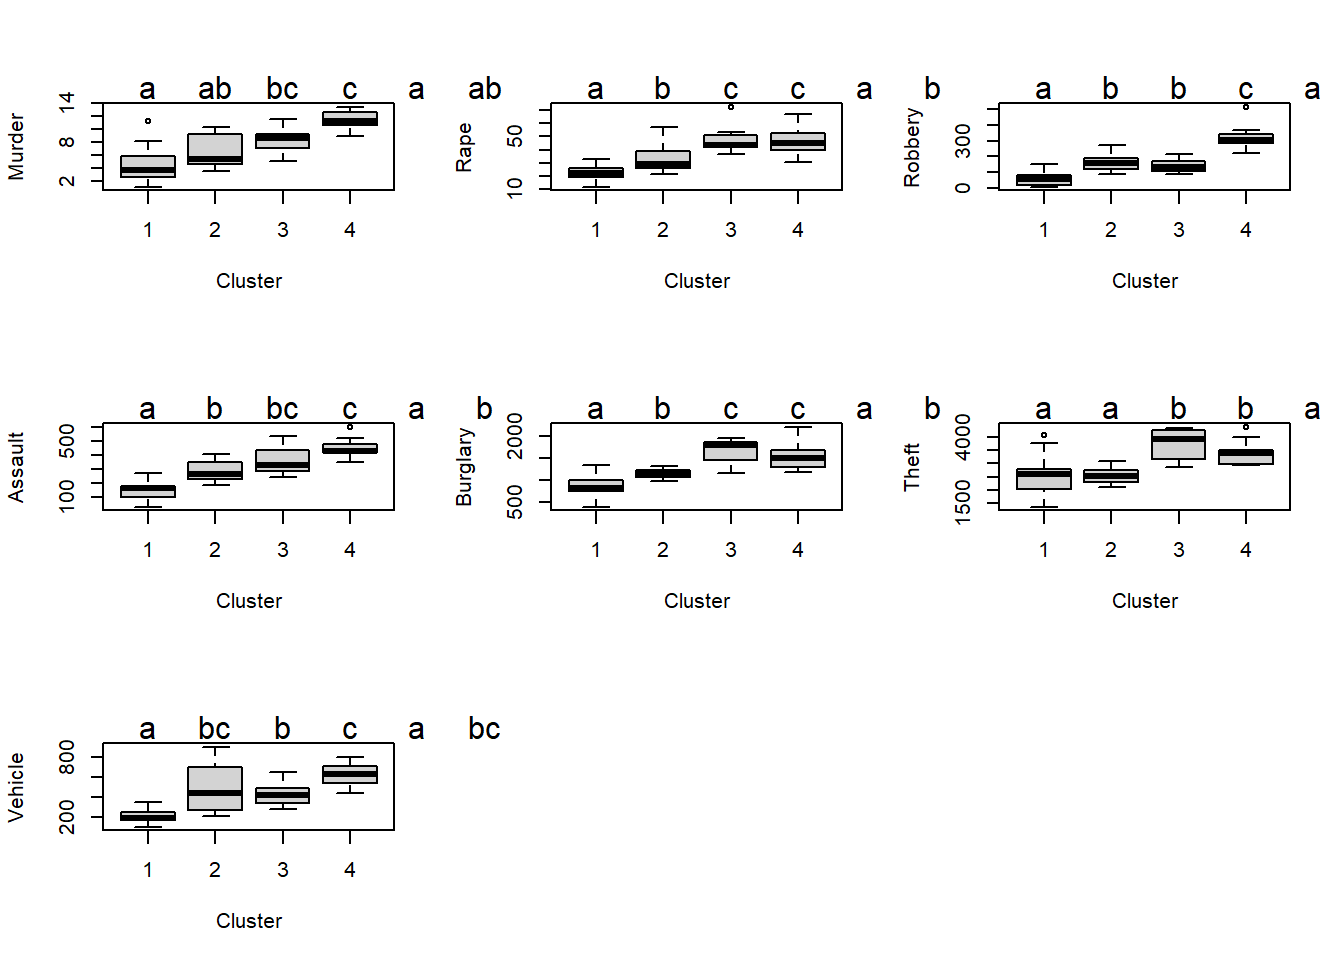 a ab bc c a ab a b c c a b a b b c a
Murder 2 8 14 Rape 10 50 Robbery 0 300
1 2 3 4 1 2 3 4 1 2 3 4
Cluster Cluster Cluster
a b bc c a b a b c c a b a a b b a
Assault 100 500 Burglary 500 2000 Theft 1500 4000
1 2 3 4 1 2 3 4 1 2 3 4
Cluster Cluster Cluster
a bc b c a bc
Vehicle 200 800
1 2 3 4
Cluster